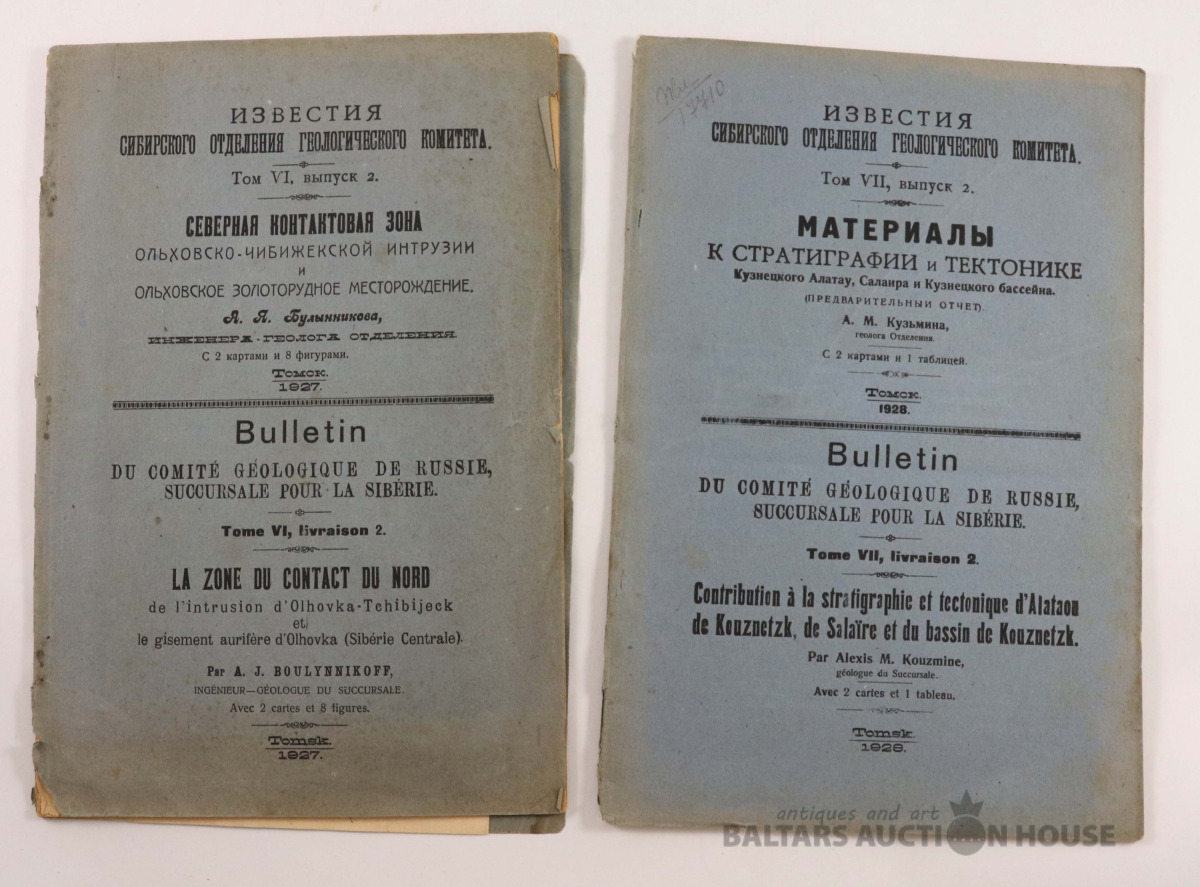 ИЗВЕСТИЯ
СИБИРСКОГО ОТДЕЛЕНИЯ ГЕОЛОГИЧЕСКОГО КОМИТЕТА.
Том VI, выпуск 2.
СЕВЕРНАЯ КОНТАКТОВАЯ ЗОНА
ОЛЬХОВСКО-ЧИБИЖЕКСКОЙ ИНТРУЗИИ
и
ОЛЬХОВСКОЕ ЗОЛОТОРУДНОЕ МЕСТОРОЖДЕНИЕ.
А. Я. Булынникова,
ИНЖЕНЕРА-ГЕОЛОГА ОТДЕЛЕНИЯ.
С 2 картами и 8 фигурами.
Томск.
1927.
Bulletin
DU COMITÉ GÉOLOGIQUE DE RUSSIE,
SUCCURSALE POUR LA SIBÉRIE.
Tome VI, livraison 2.
LA ZONE DU CONTACT DU NORD
de l'intrusion d'Olhovka-Tchibijeck
et
le gisement aurifère d'Olhovka (Sibérie Centrale).
Par A. J. BOULYNNIKOFF,
INGÉNIEUR—GÉOLOGUE DU SUCCURSALE.
Avec 2 cartes et 8 figures.
Tomsk.
1927.
17710
ИЗВЕСТИЯ
СИБИРСКОГО ОТДЕЛЕНИЯ ГЕОЛОГИЧЕСКОГО КОМИТЕТА.
Том VII, выпуск 2.
МАТЕРИАЛЫ
К СТРАТИГРАФИИ и ТЕКТОНИКЕ
Кузнецкого Алатау, Салаира и Кузнецкого бассейна.
(ПРЕДВАРИТЕЛЬНЫЙ ОТЧЕТ).
А. М. Кузьмина,
геолога Отделения.
С 2 картами и 1 таблицей.
Томск.
1928.
Bulletin
DU COMITÉ GÉOLOGIQUE DE RUSSIE,
SUCCURSALE POUR LA SIBÉRIE.
Tome VII, livraison 2.
Contribution à la stratigraphie et tectonique d'Alataou
de Kouznetzk, de Salaïre et du bassin de Kouznetzk.
Par Alexis M. Kouzmine,
géologue du Succursale.
Avec 2 cartes et 1 tableau.
Tomsk.
1928.
antiques and art
BALTARS AUCTION HOUSE